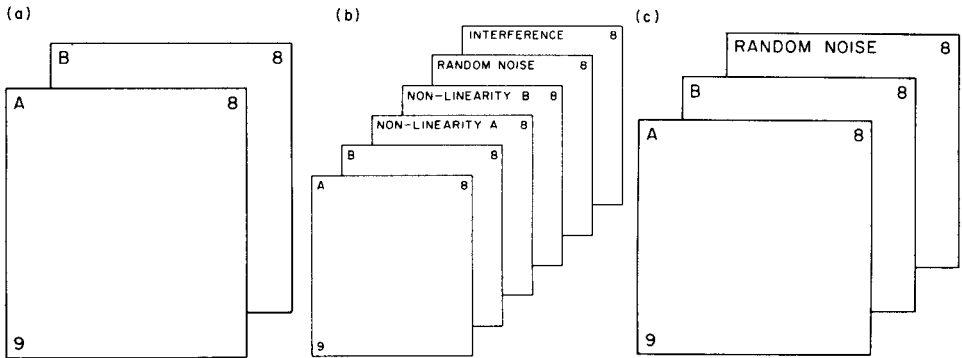 (a)
B 8
A 8
9
(b)
INTERFERENCE 8
RANDOM NOISE 8
NON-LINEARITY B 8
NON-LINEARITY A 8
B 8
A 8
9
(c)
RANDOM NOISE 8
B 8
A 8
9